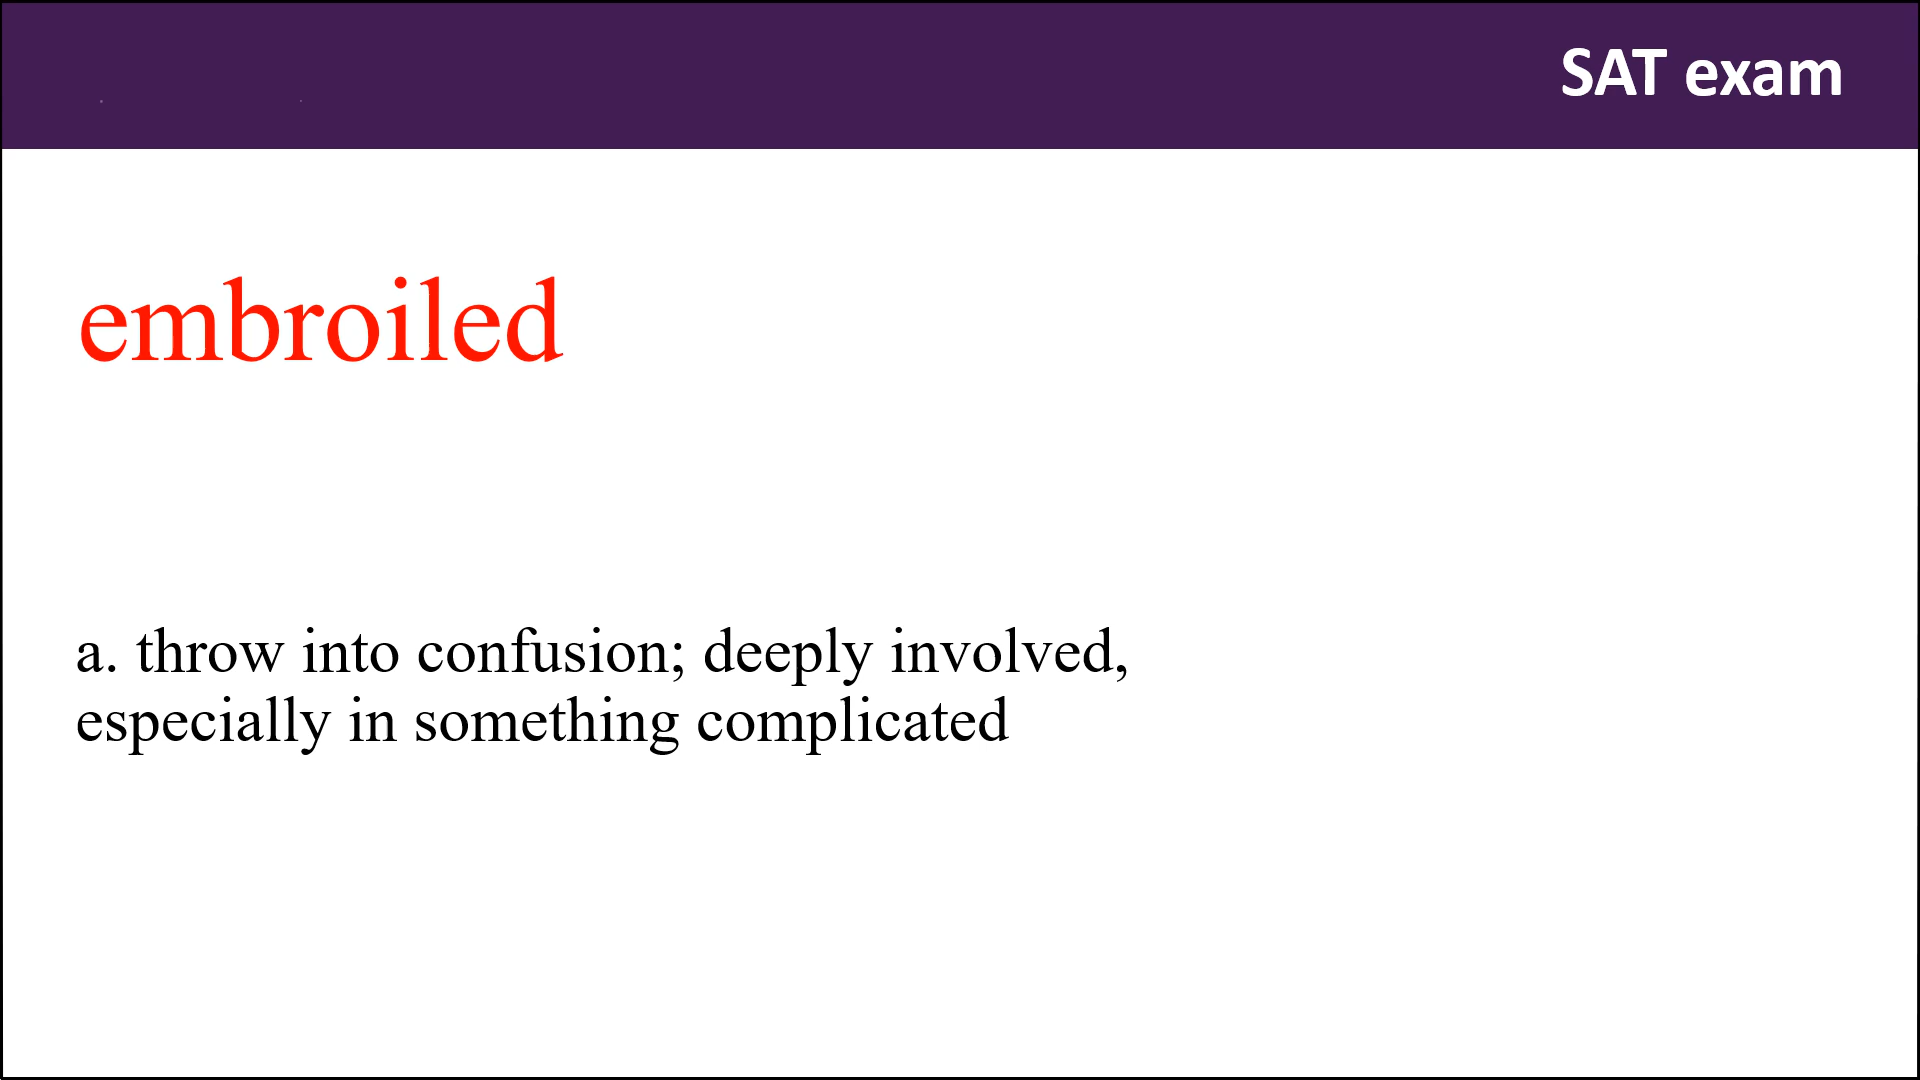 SAT exam
embroiled
a. throw into confusion; deeply involved,
especially in something complicated